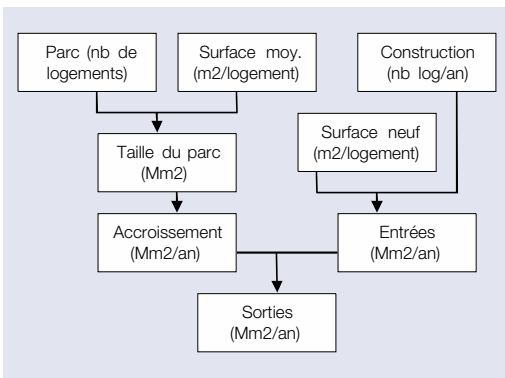 Parc (nb de
logements)
Surface moy.
(m2/logement)
Construction
(nb log/an)
Surface neuf
(m2/logement)
Taille du parc
(Mm2)
Accroissement
(Mm2/an)
Entrées
(Mm2/an)
Sorties
(Mm2/an)